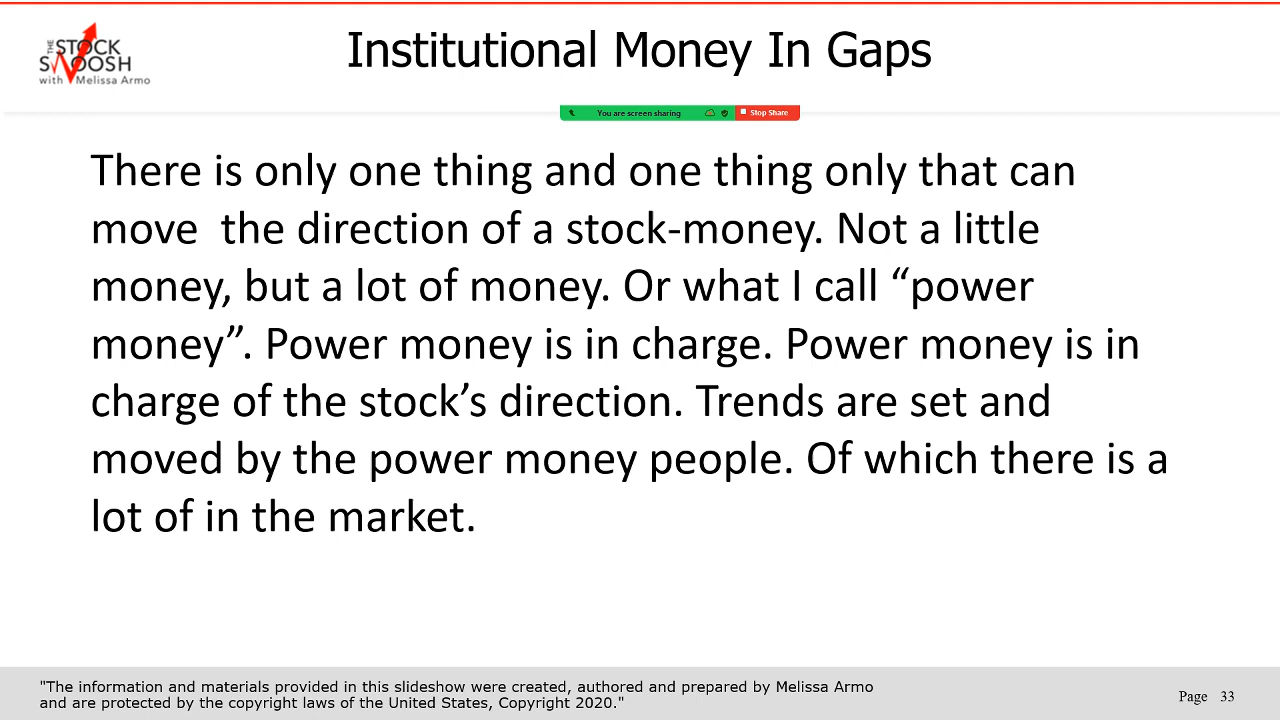 THE
STOCK
SWOOSH
with Melissa Armo
Institutional Money In Gaps
You are screen sharing
Stop Share
There is only one thing and one thing only that can
move  the direction of a stock-money. Not a little
money, but a lot of money. Or what I call “power
money”. Power money is in charge. Power money is in
charge of the stock’s direction. Trends are set and
moved by the power money people. Of which there is a
lot of in the market.
"The information and materials provided in this slideshow were created, authored and prepared by Melissa Armo
and are protected by the copyright laws of the United States, Copyright 2020."
Page 33